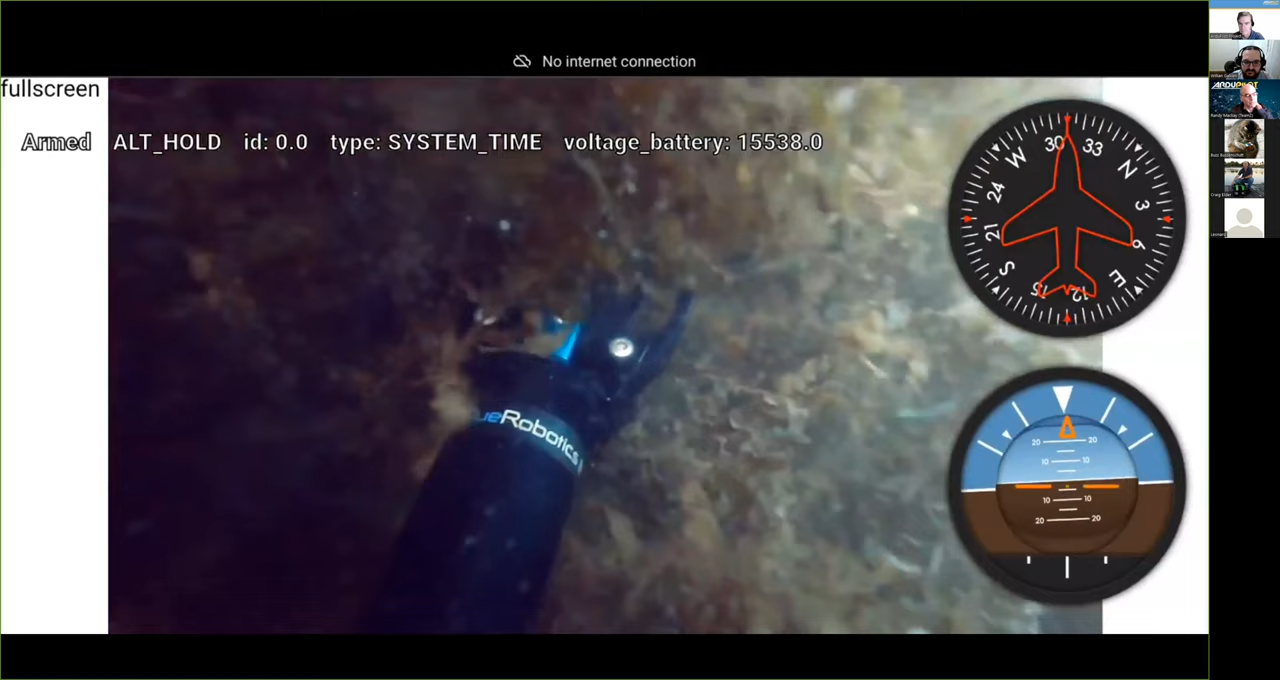 No internet connection
fullscreen
Armed ALT_HOLD id: 0.0 type: SYSTEM_TIME voltage_battery: 15538.0
30 33 N 3 6 E 12 15 S 21 24 W
ueRobotics
20 20
10 10
10 10
20 20
ARDUPILOT